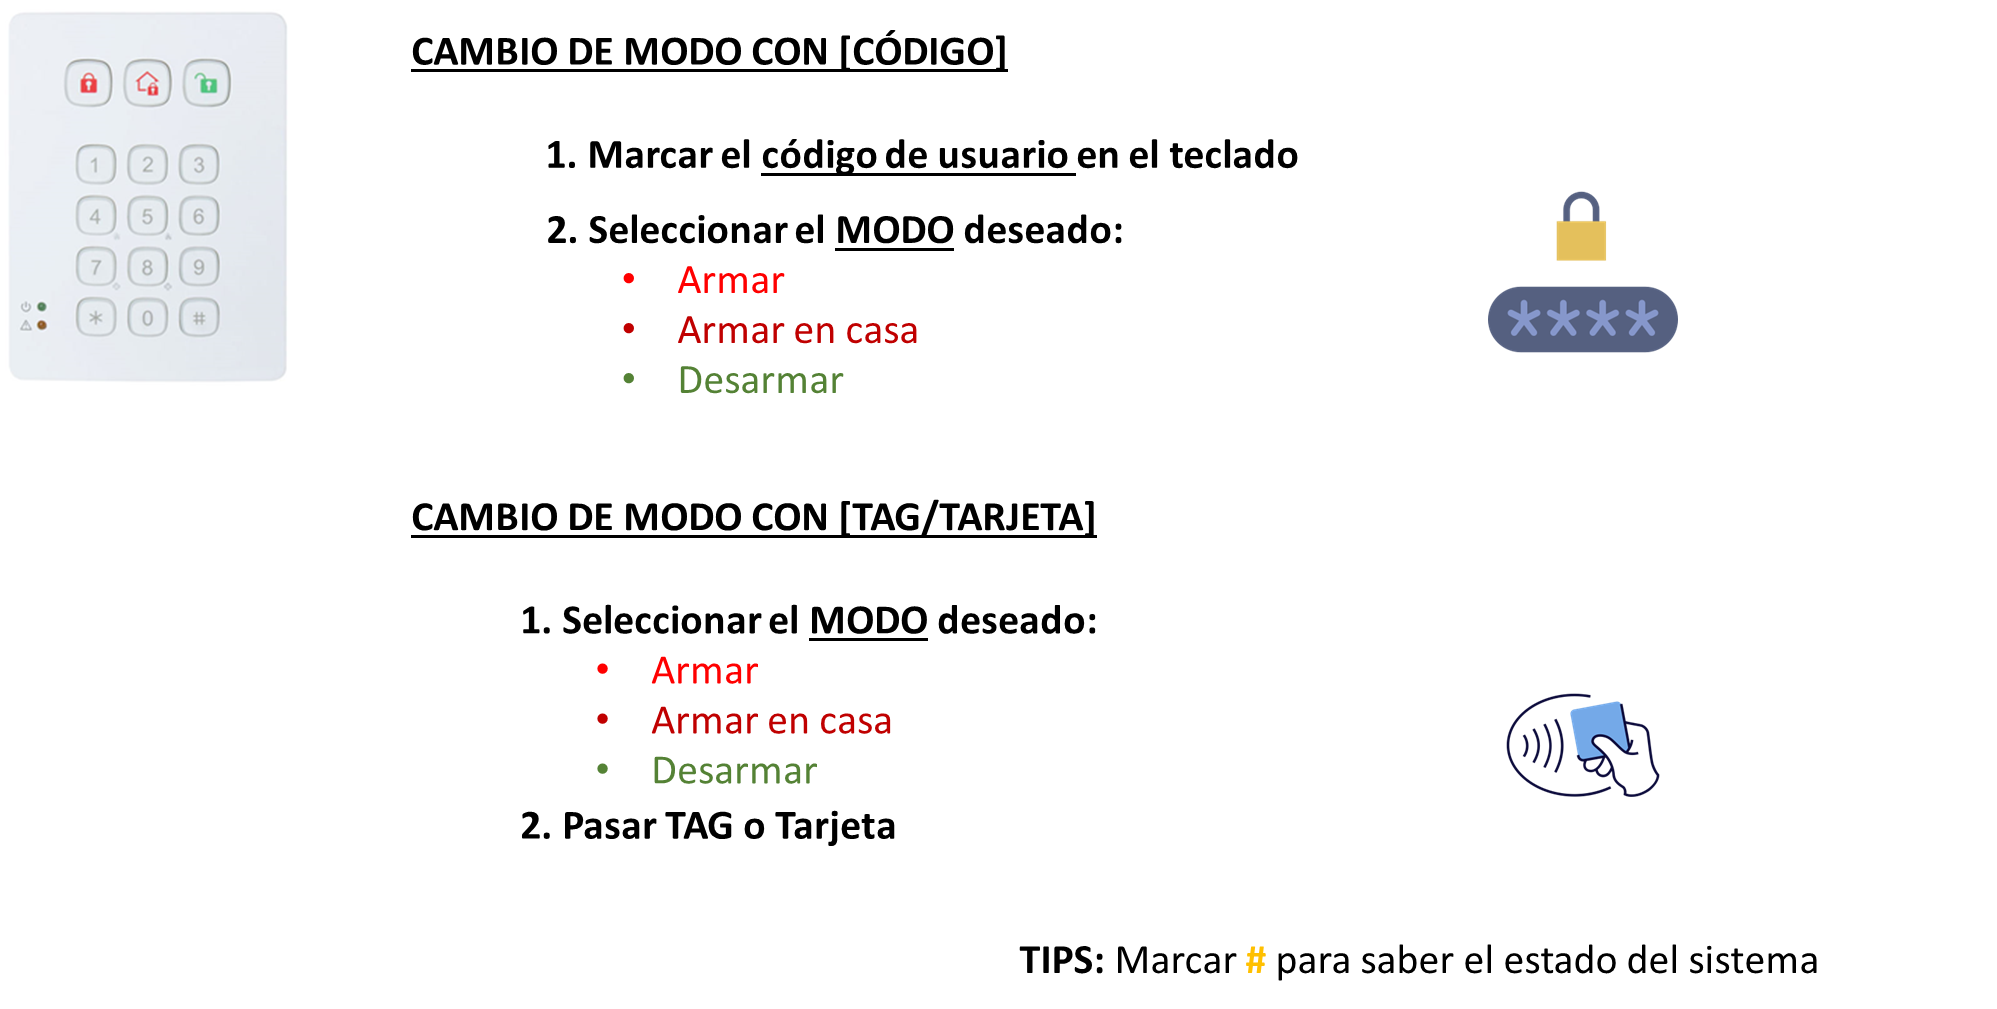 CAMBIO DE MODO CON [CÓDIGO]
1. Marcar el código de usuario en el teclado
2. Seleccionar el MODO deseado:
• Armar
• Armar en casa
• Desarmar
1 2 3
4 5 6
7 8 9
* 0 #
****
CAMBIO DE MODO CON [TAG/TARJETA]
1. Seleccionar el MODO deseado:
• Armar
• Armar en casa
• Desarmar
2. Pasar TAG o Tarjeta
TIPS: Marcar # para saber el estado del sistema